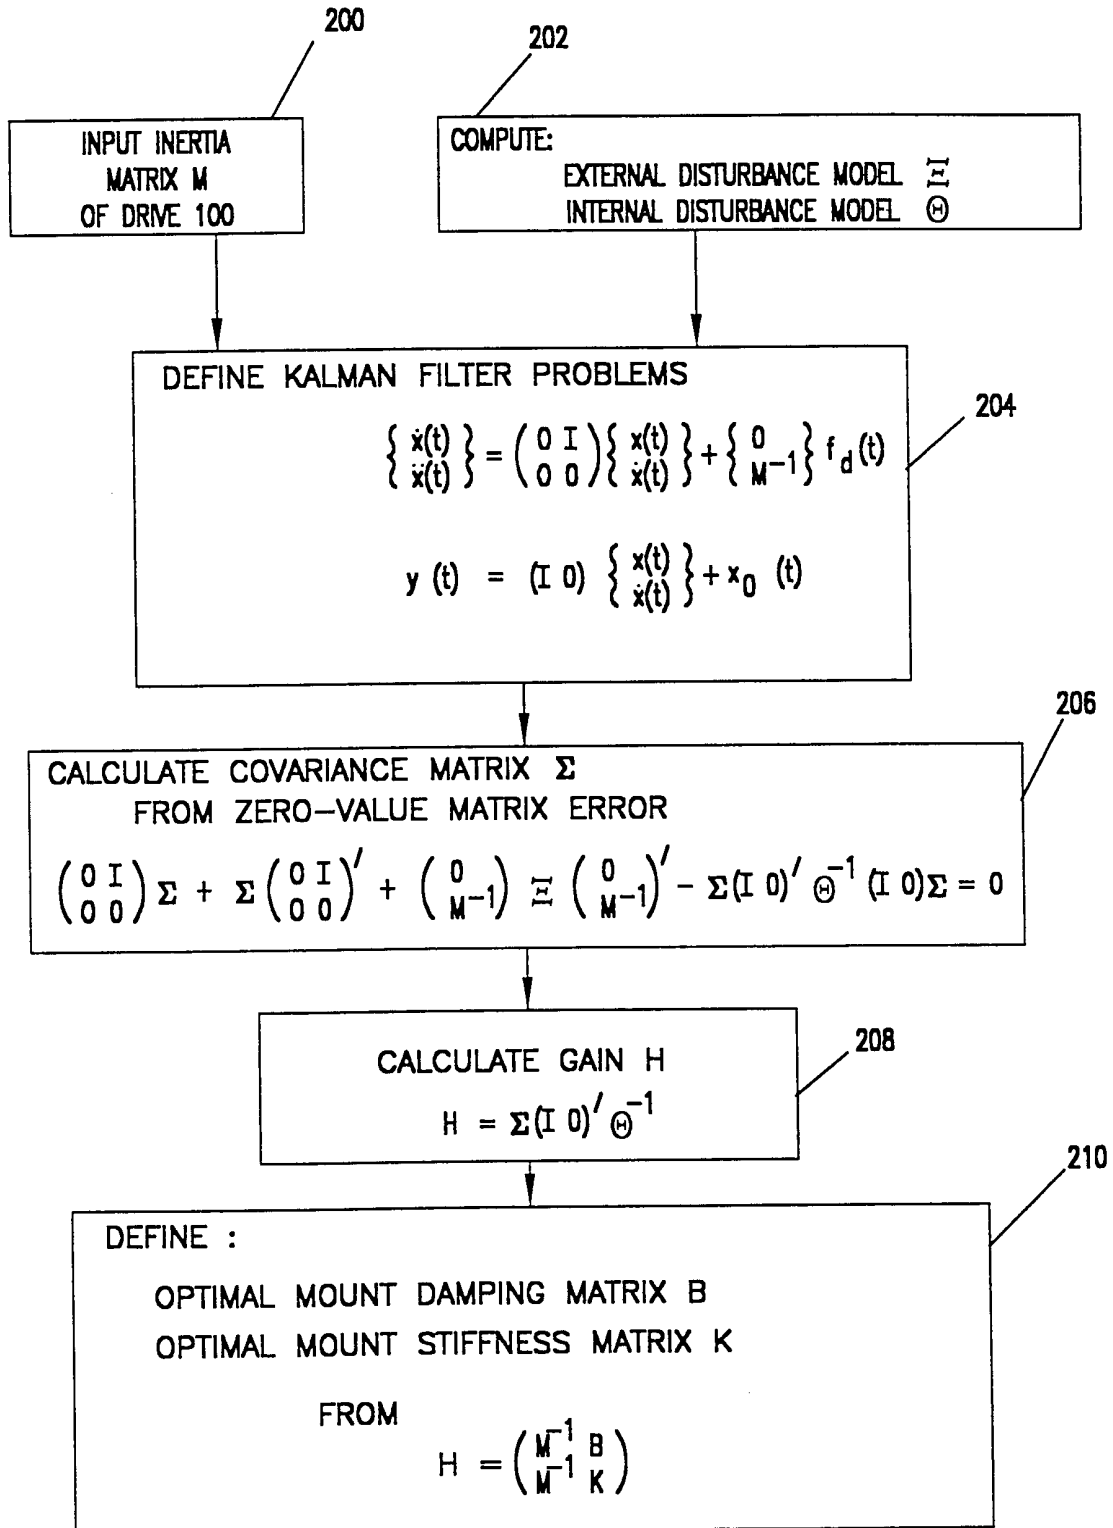 200
202
INPUT INERTIA
MATRIX M
OF DRIVE 100
COMPUTE:
EXTERNAL DISTURBANCE MODEL Ξ
INTERNAL DISTURBANCE MODEL Θ
DEFINE KALMAN FILTER PROBLEMS
204
{ẋ(t) ẍ(t)} = (0 I 0 0) {x(t) ẋ(t)} + {0 M⁻¹} f_d(t)
y (t) = (I 0) {x(t) ẋ(t)} + x₀ (t)
206
CALCULATE COVARIANCE MATRIX Σ
FROM ZERO-VALUE MATRIX ERROR
(0 I 0 0) Σ + Σ (0 I 0 0)′ + (0 M⁻¹) Ξ (0 M⁻¹)′ − Σ(I 0)′ Θ⁻¹ (I 0)Σ = 0
208
CALCULATE GAIN H
H = Σ(I 0)′ Θ⁻¹
210
DEFINE :
OPTIMAL MOUNT DAMPING MATRIX B
OPTIMAL MOUNT STIFFNESS MATRIX K
FROM
H = (M⁻¹ B M⁻¹ K)